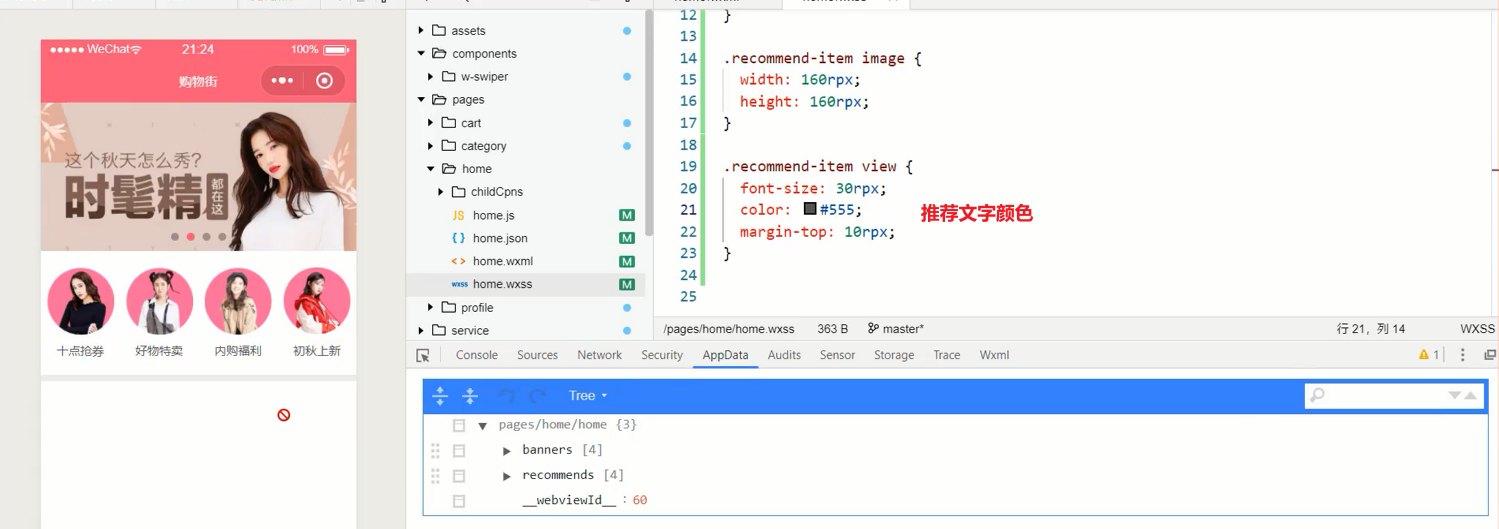 WeChat
21:24
100%
购物街
这个秋天怎么秀？
时髦精
都在这
十点抢券
好物特卖
内购福利
初秋上新
assets
components
w-swiper
pages
cart
category
home
childCpns
JS home.js M
{ } home.json M
< > home.wxml M
wxss home.wxss M
profile
service
12 }
13
14 .recommend-item image {
15 width: 160rpx;
16 height: 160rpx;
17 }
18
19 .recommend-item view {
20 font-size: 30rpx;
21 color: #555;
推荐文字颜色
22 margin-top: 10rpx;
23 }
24
25
/pages/home/home.wxss 363 B master* 行 21，列 14 WXSS
Console Sources Network Security AppData Audits Sensor Storage Trace Wxml 1
Tree
pages/home/home {3}
banners [4]
recommends [4]
__webviewId__ : 60